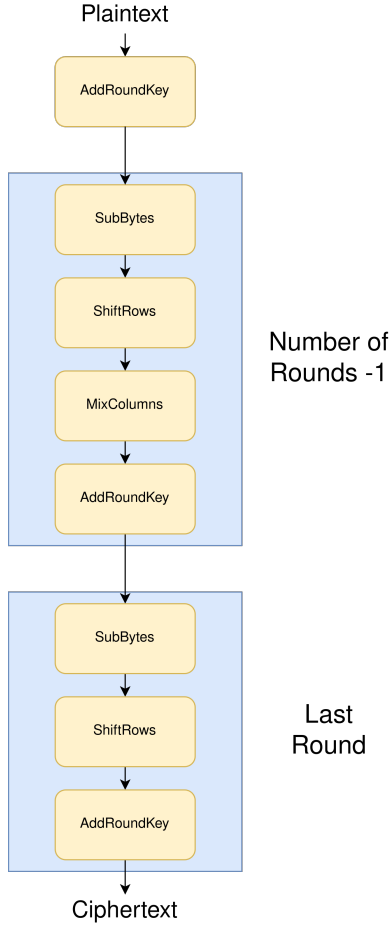 Plaintext
AddRoundKey
SubBytes
ShiftRows
MixColumns
AddRoundKey
Number of
Rounds -1
SubBytes
ShiftRows
AddRoundKey
Last
Round
Ciphertext